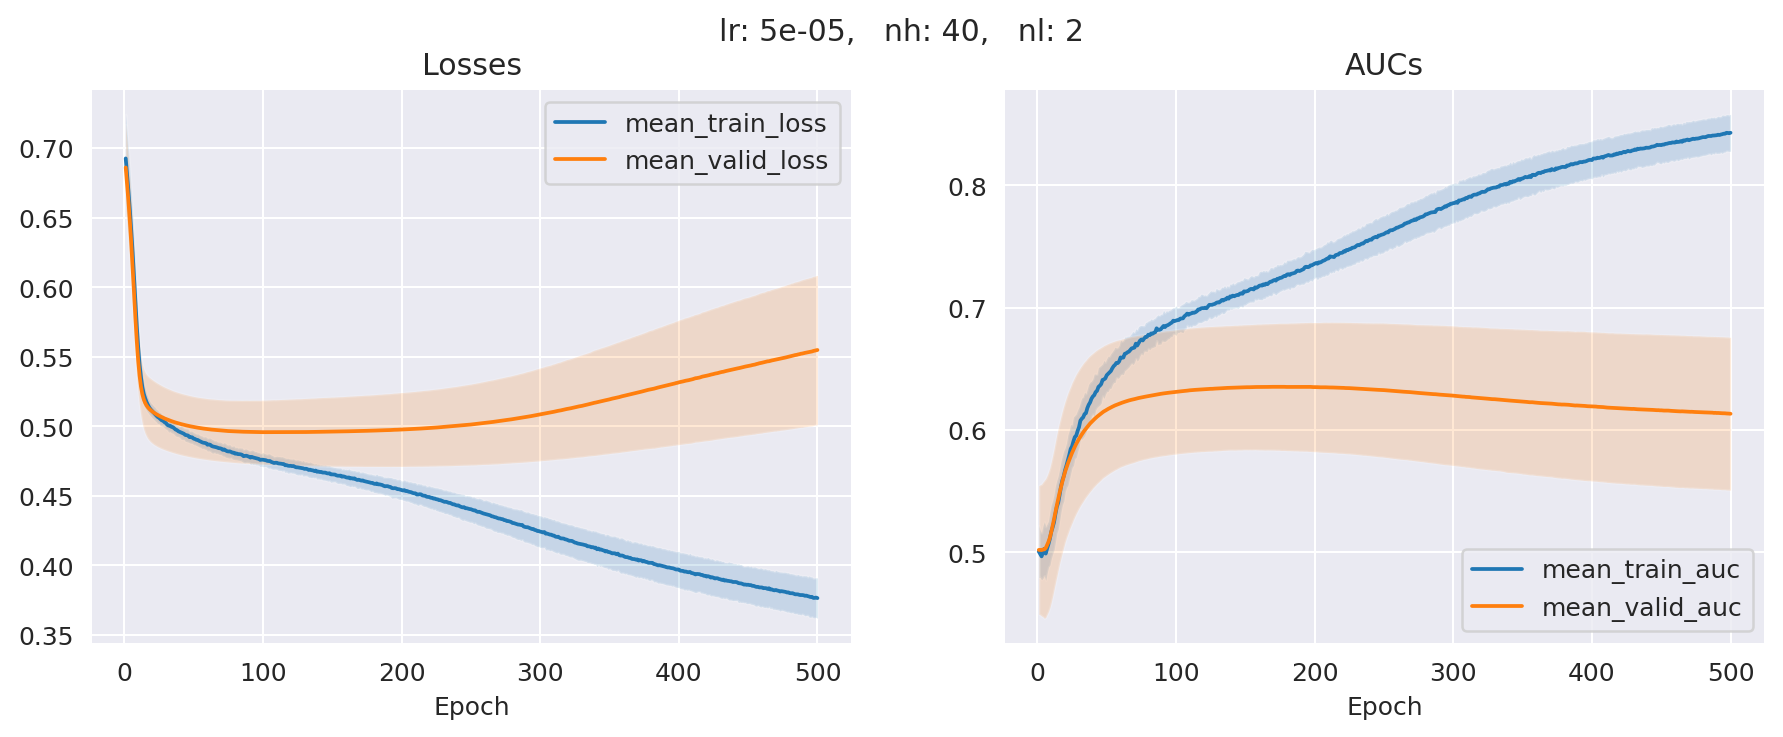 lr: 5e-05,   nh: 40,   nl: 2
Losses
mean_train_loss
mean_valid_loss
0.70
0.65
0.60
0.55
0.50
0.45
0.40
0.35
0 100 200 300 400 500
Epoch
AUCs
0.8
0.7
0.6
0.5
mean_train_auc
mean_valid_auc
0 100 200 300 400 500
Epoch